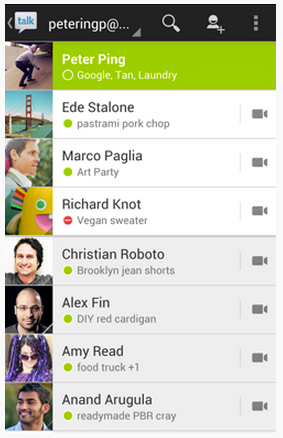 talk
peteringp@...
Peter Ping
Google, Tan, Laundry
Ede Stalone
pastrami pork chop
Marco Paglia
Art Party
Richard Knot
Vegan sweater
Christian Roboto
Brooklyn jean shorts
Alex Fin
DIY red cardigan
Amy Read
food truck +1
Anand Arugula
readymade PBR cray